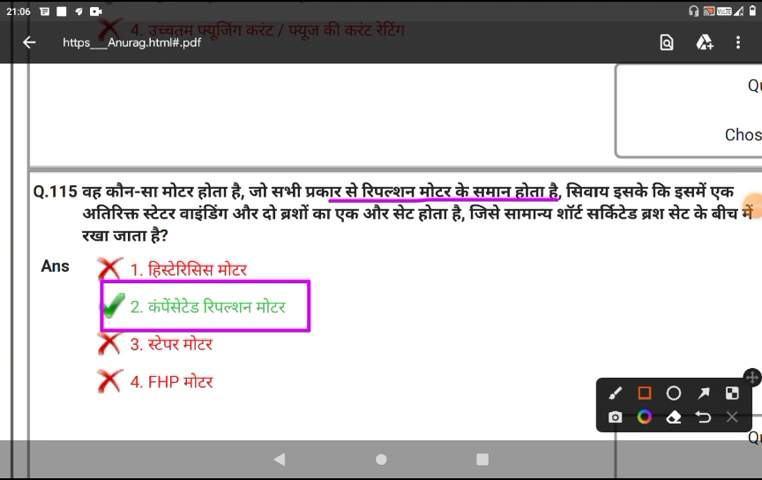 21:06
4. उच्चतम फ्यूजिंग करंट / फ्यूज की करंट रेटिंग
https___Anurag.html#.pdf
Chos
Q.115 वह कौन-सा मोटर होता है, जो सभी प्रकार से रिपल्शन मोटर के समान होता है, सिवाय इसके कि इसमें एक
अतिरिक्त स्टेटर वाइंडिंग और दो ब्रशों का एक और सेट होता है, जिसे सामान्य शॉर्ट सर्किटेड ब्रश सेट के बीच में
रखा जाता है?
Ans
1. हिस्टेरिसिस मोटर
2. कंपेंसेटेड रिपल्शन मोटर
3. स्टेपर मोटर
4. FHP मोटर